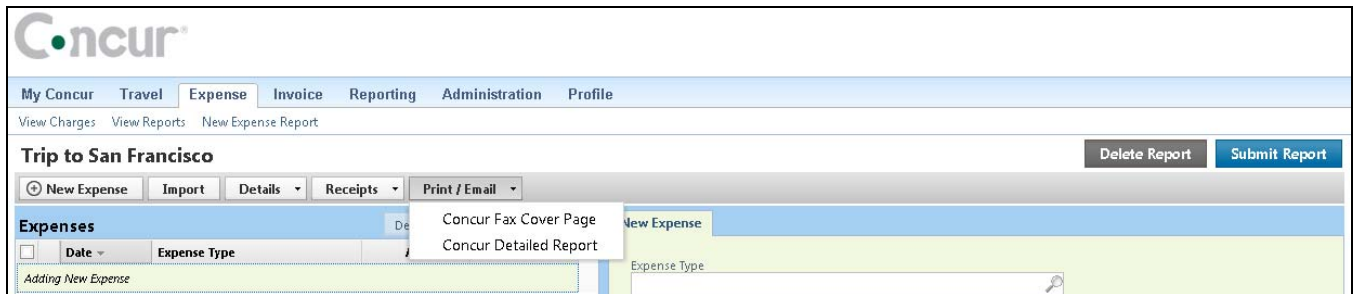 Concur®
My Concur Travel Expense Invoice Reporting Administration Profile
View Charges View Reports New Expense Report
Trip to San Francisco Delete Report Submit Report
New Expense Import Details Receipts Print / Email
Concur Fax Cover Page
Concur Detailed Report
Expenses De New Expense
Date Expense Type
Adding New Expense
Expense Type